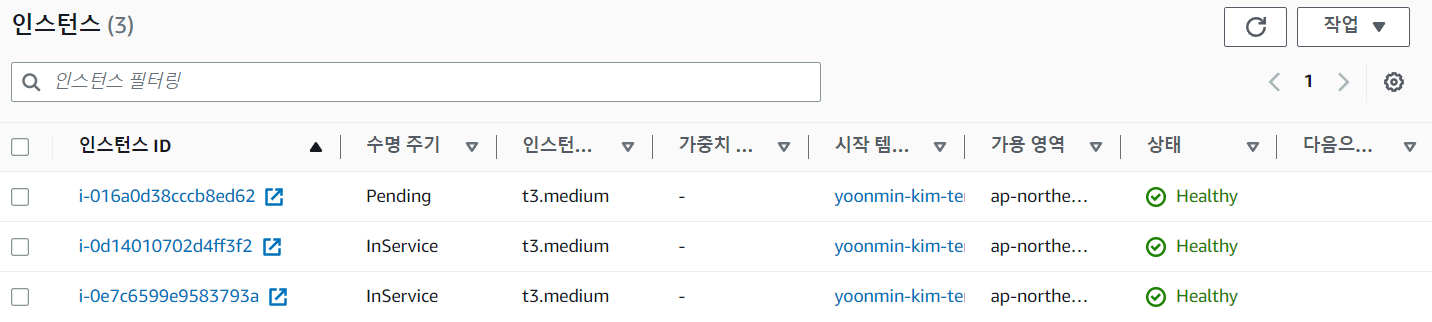 인스턴스 (3)
작업
인스턴스 필터링
1
인스턴스 ID 수명 주기 인스턴... 가중치 ... 시작 템... 가용 영역 상태 다음으...
i-016a0d38cccb8ed62 Pending t3.medium - yoonmin-kim-ter ap-northe... Healthy
i-0d14010702d4ff3f2 InService t3.medium - yoonmin-kim-ter ap-northe... Healthy
i-0e7c6599e9583793a InService t3.medium - yoonmin-kim-ter ap-northe... Healthy